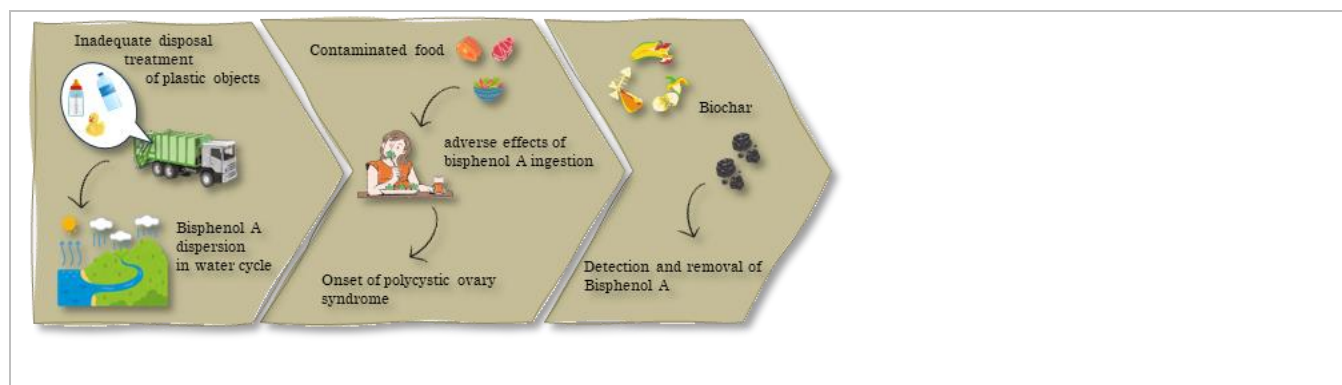 Inadequate disposal
treatment
of plastic objects
Bisphenol A
dispersion
in water cycle
Contaminated food
adverse effects of
bisphenol A ingestion
Onset of polycystic ovary
syndrome
Biochar
Detection and removal of
Bisphenol A